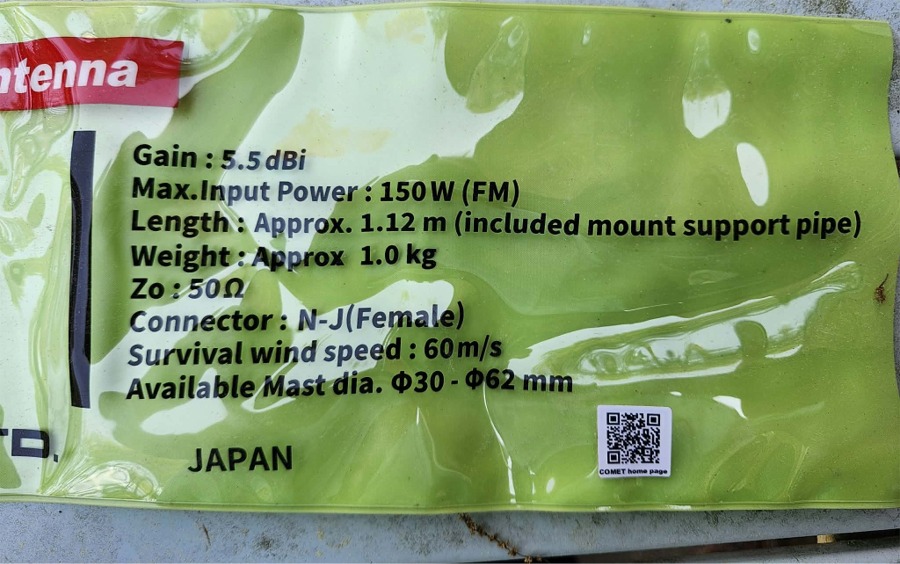 ntenna
Gain : 5.5 dBi
Max.Input Power : 150W (FM)
Length : Approx. 1.12 m (included mount support pipe)
Weight : Approx 1.0 kg
Zo : 50Ω
Connector : N-J(Female)
Survival wind speed : 60m/s
Available Mast dia. Φ30 - Φ62 mm
TD.
JAPAN
COMET home page